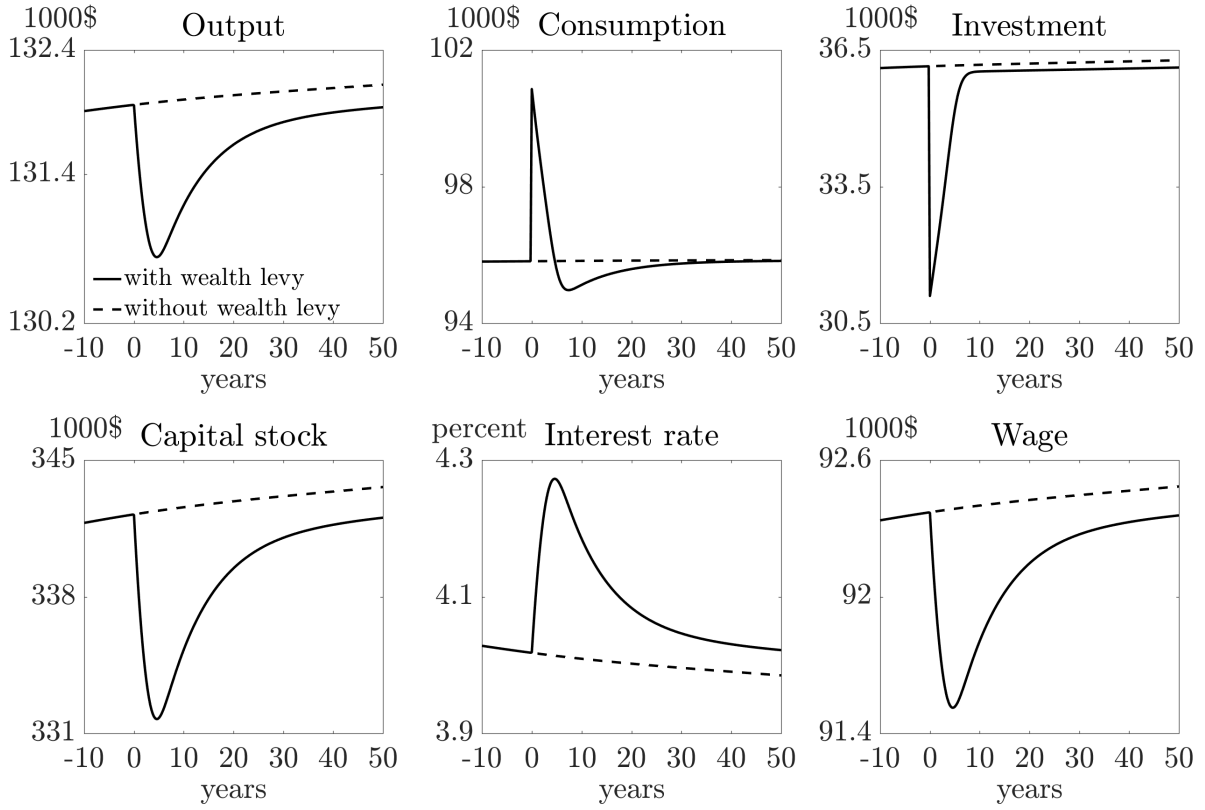 1000$ Output
132.4
131.4
130.2
with wealth levy
without wealth levy
-10 0 10 20 30 40 50
years
1000$ Consumption
102
98
94
-10 0 10 20 30 40 50
years
1000$ Investment
36.5
33.5
30.5
-10 0 10 20 30 40 50
years
1000$ Capital stock
345
338
331
-10 0 10 20 30 40 50
years
percent Interest rate
4.3
4.1
3.9
-10 0 10 20 30 40 50
years
1000$ Wage
92.6
92
91.4
-10 0 10 20 30 40 50
years